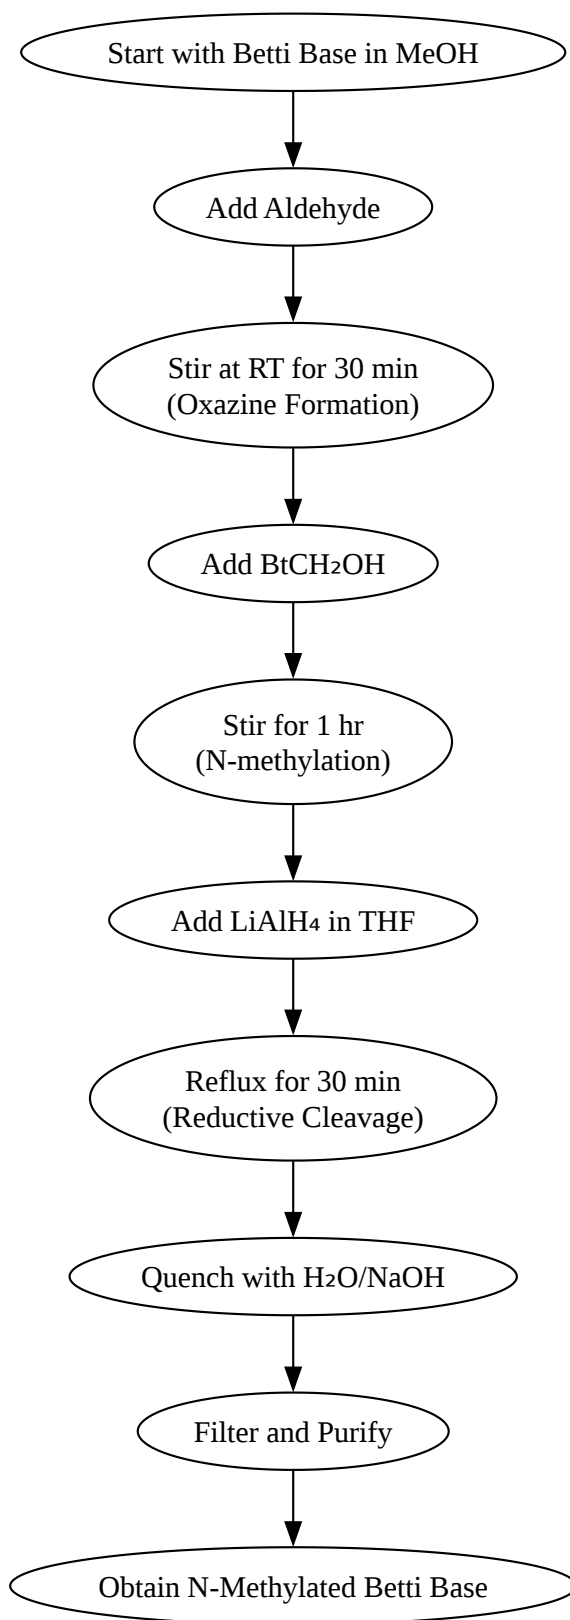 Start with Betti Base in MeOH
Add Aldehyde
Stir at RT for 30 min
(Oxazine Formation)
Add BtCH₂OH
Stir for 1 hr
(N-methylation)
Add LiAlH₄ in THF
Reflux for 30 min
(Reductive Cleavage)
Quench with H₂O/NaOH
Filter and Purify
Obtain N-Methylated Betti Base